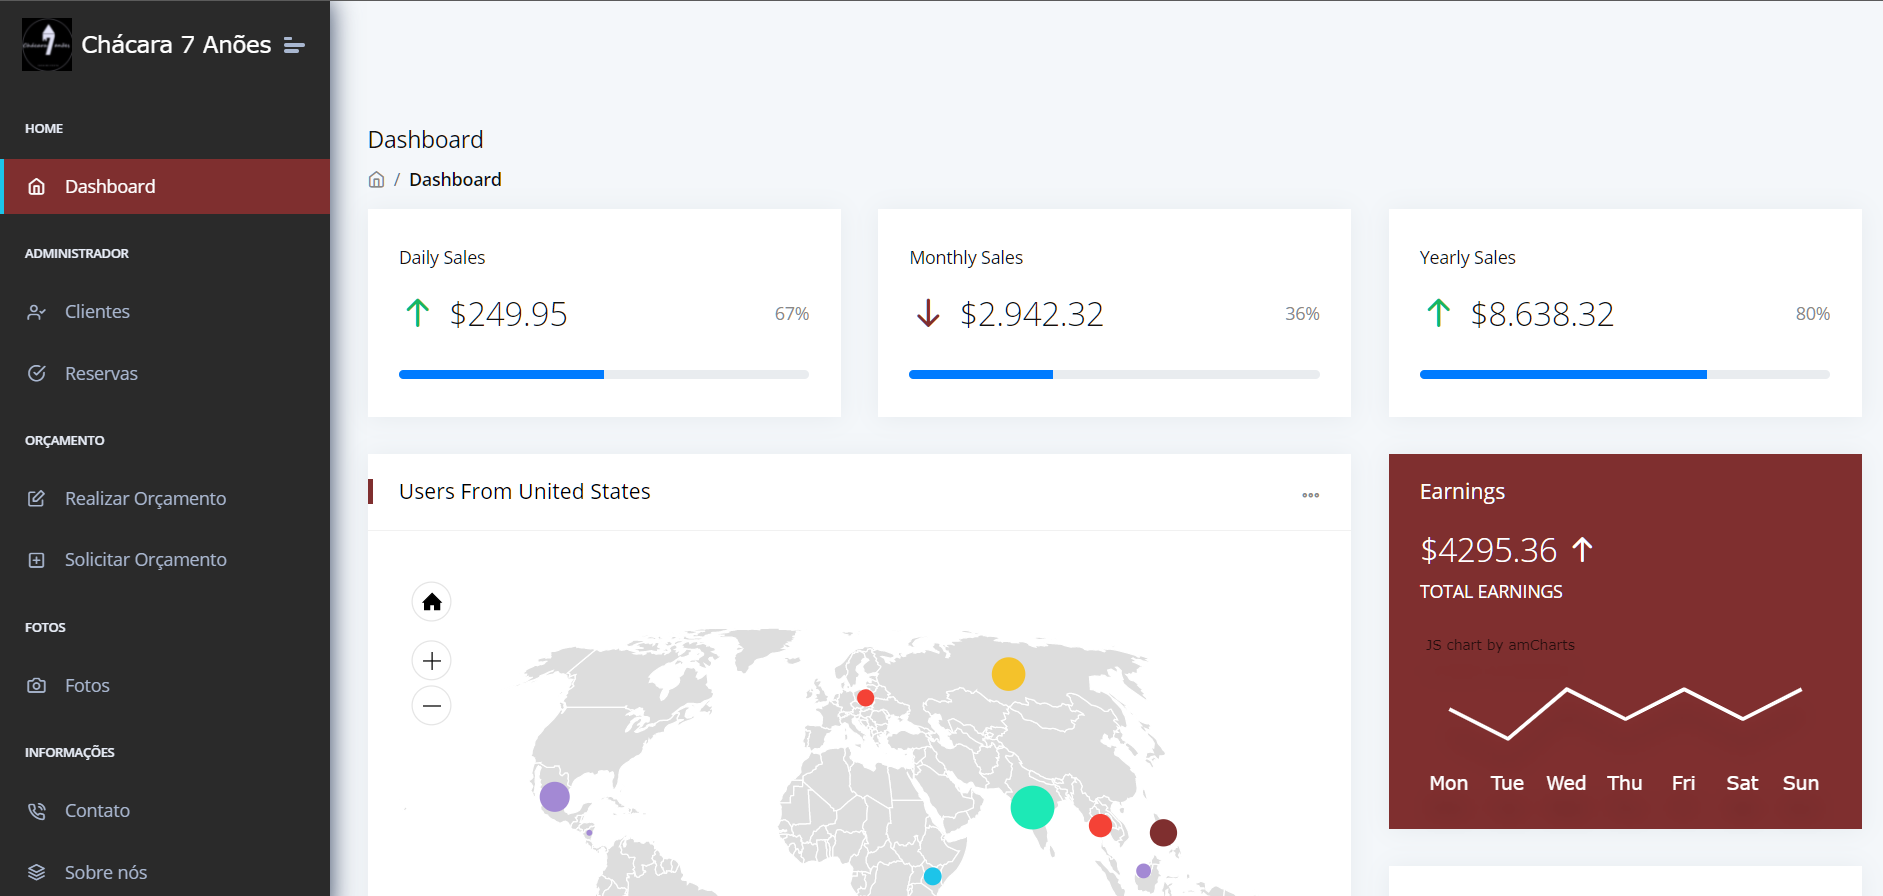 Chácara 7 Anões
HOME
Dashboard
ADMINISTRADOR
Clientes
Reservas
ORÇAMENTO
Realizar Orçamento
Solicitar Orçamento
FOTOS
Fotos
INFORMAÇÕES
Contato
Sobre nós
Dashboard
/ Dashboard
Daily Sales
$249.95 67%
Monthly Sales
$2.942.32 36%
Yearly Sales
$8.638.32 80%
Users From United States
Earnings
$4295.36
TOTAL EARNINGS
JS chart by amCharts
Mon Tue Wed Thu Fri Sat Sun